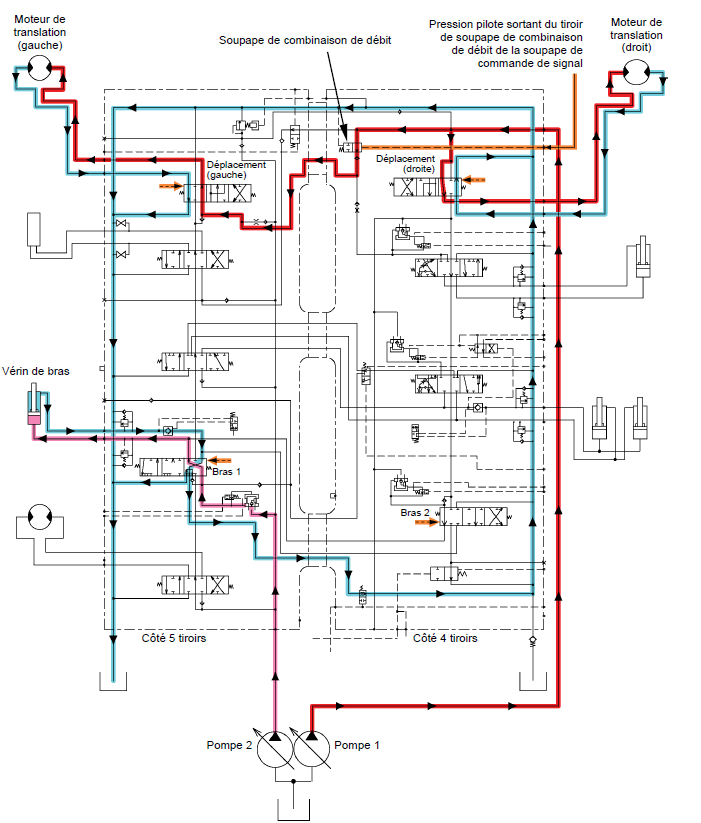 Moteur de
translation
(gauche)
Soupape de combinaison de débit
Pression pilote sortant du tiroir
de soupape de combinaison
de débit de la soupape de
commande de signal
Moteur de
translation
(droit)
Déplacement
(gauche)
Déplacement
(droite)
Vérin de bras
Bras 1
Bras 2
Côté 5 tiroirs
Côté 4 tiroirs
Pompe 2
Pompe 1